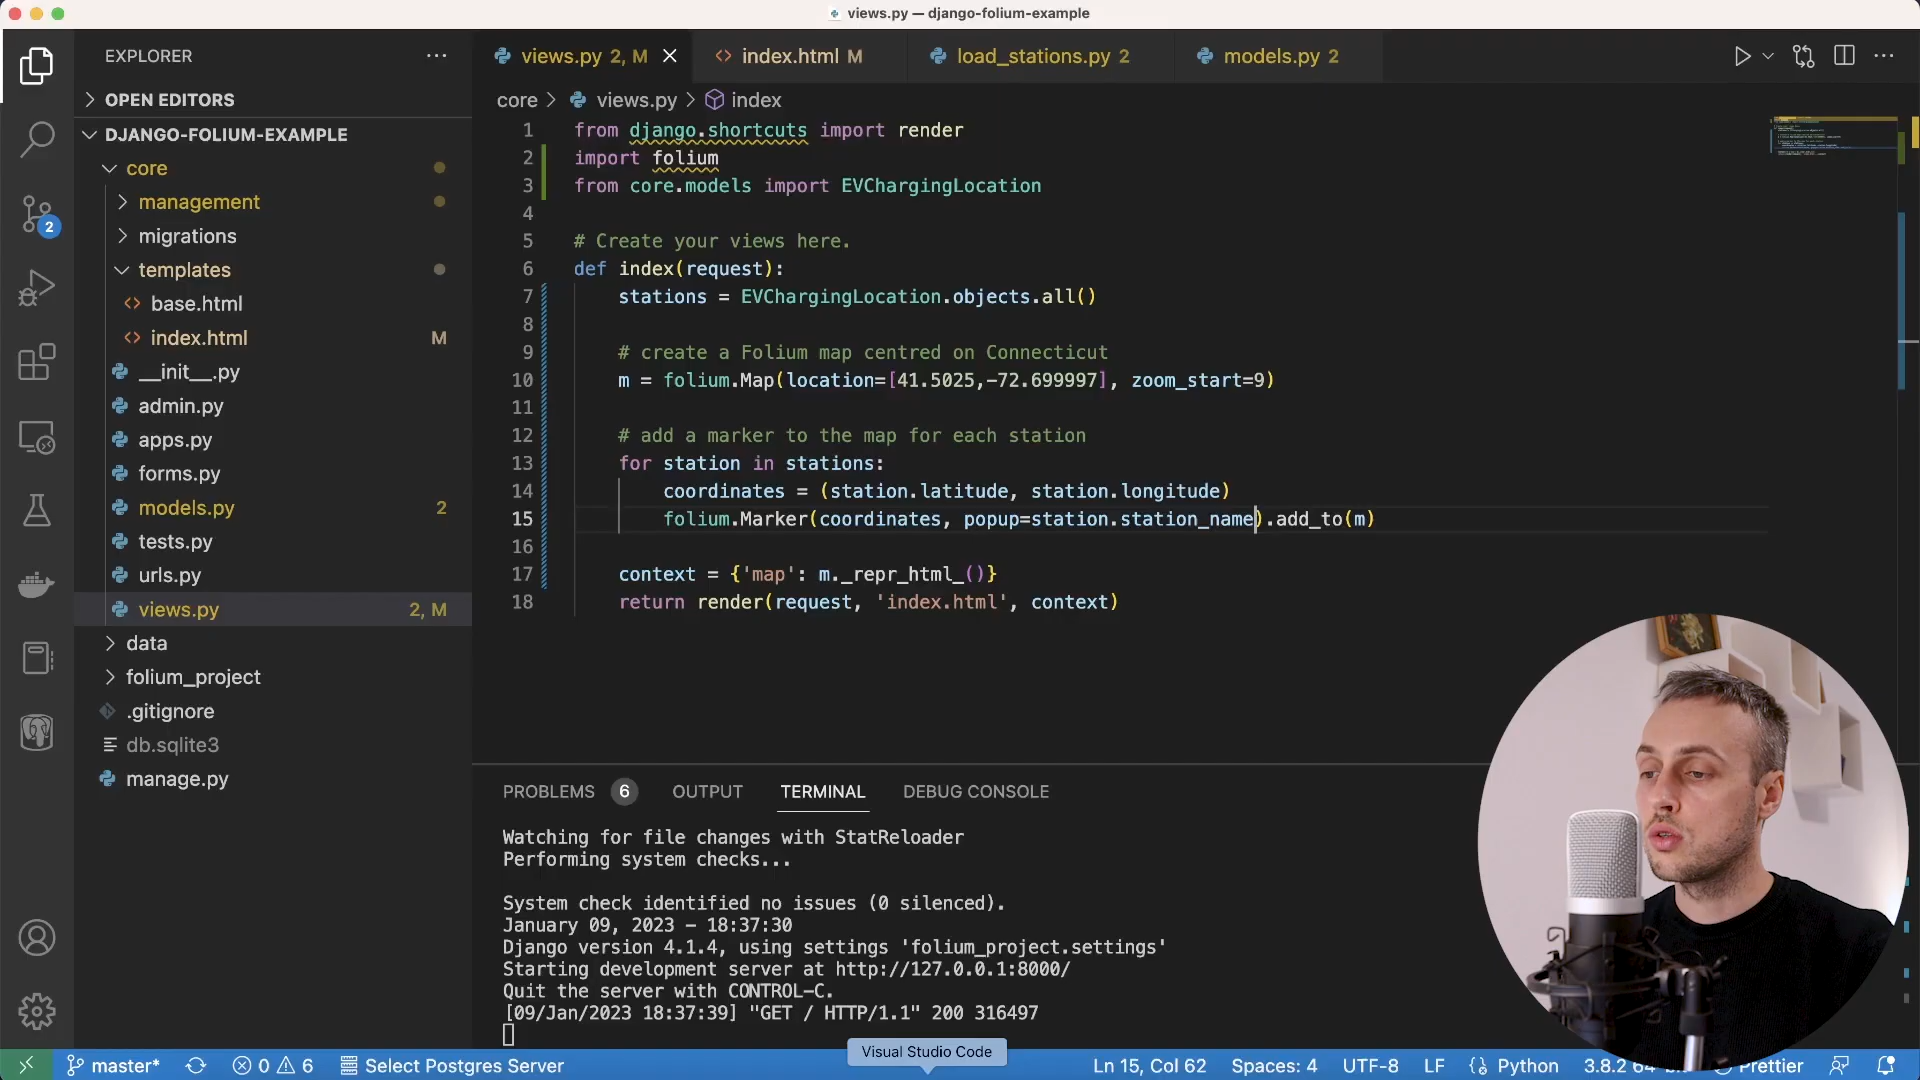 views.py — django-folium-example
EXPLORER
views.py 2, M
index.html M
load_stations.py 2
models.py 2
OPEN EDITORS
core
views.py
index
DJANGO-FOLIUM-EXAMPLE
core
management
migrations
templates
base.html
index.html M
__init__.py
admin.py
apps.py
forms.py
models.py 2
tests.py
urls.py
views.py 2, M
data
folium_project
.gitignore
db.sqlite3
manage.py
2
1 from django.shortcuts import render
2 import folium
3 from core.models import EVChargingLocation
4
5 # Create your views here.
6 def index(request):
7 stations = EVChargingLocation.objects.all()
8
9 # create a Folium map centred on Connecticut
10 m = folium.Map(location=[41.5025,-72.699997], zoom_start=9)
11
12 # add a marker to the map for each station
13 for station in stations:
14 coordinates = (station.latitude, station.longitude)
15 folium.Marker(coordinates, popup=station.station_name).add_to(m)
16
17 context = {'map': m._repr_html_()}
18 return render(request, 'index.html', context)
PROBLEMS 6 OUTPUT TERMINAL DEBUG CONSOLE
Watching for file changes with StatReloader
Performing system checks...
System check identified no issues (0 silenced).
January 09, 2023 - 18:37:30
Django version 4.1.4, using settings 'folium_project.settings'
Starting development server at http://127.0.0.1:8000/
Quit the server with CONTROL-C.
[09/Jan/2023 18:37:39] "GET / HTTP/1.1" 200 316497
Visual Studio Code
master* 0 6 Select Postgres Server Ln 15, Col 62 Spaces: 4 UTF-8 LF Python 3.8.2 64-bit Prettier